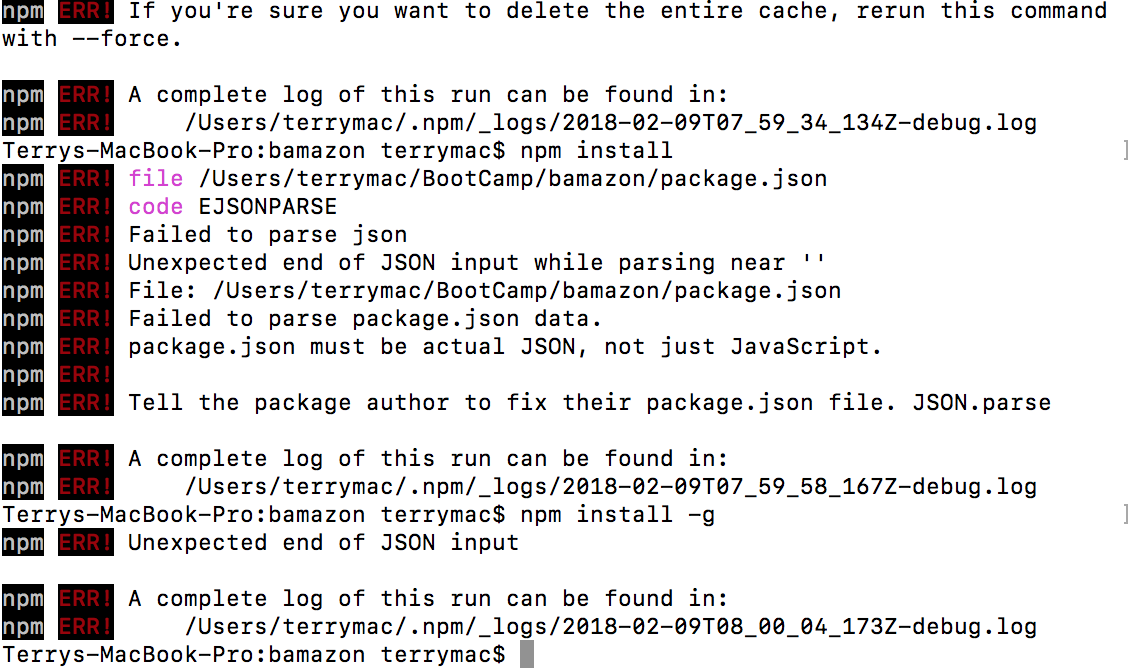 npm ERR! If you're sure you want to delete the entire cache, rerun this command
with --force.
npm ERR! A complete log of this run can be found in:
npm ERR!     /Users/terrymac/.npm/_logs/2018-02-09T07_59_34_134Z-debug.log
Terrys-MacBook-Pro:bamazon terrymac$ npm install
npm ERR! file /Users/terrymac/BootCamp/bamazon/package.json
npm ERR! code EJSONPARSE
npm ERR! Failed to parse json
npm ERR! Unexpected end of JSON input while parsing near ''
npm ERR! File: /Users/terrymac/BootCamp/bamazon/package.json
npm ERR! Failed to parse package.json data.
npm ERR! package.json must be actual JSON, not just JavaScript.
npm ERR!
npm ERR! Tell the package author to fix their package.json file. JSON.parse
npm ERR! A complete log of this run can be found in:
npm ERR!     /Users/terrymac/.npm/_logs/2018-02-09T07_59_58_167Z-debug.log
Terrys-MacBook-Pro:bamazon terrymac$ npm install -g
npm ERR! Unexpected end of JSON input
npm ERR! A complete log of this run can be found in:
npm ERR!     /Users/terrymac/.npm/_logs/2018-02-09T08_00_04_173Z-debug.log
Terrys-MacBook-Pro:bamazon terrymac$